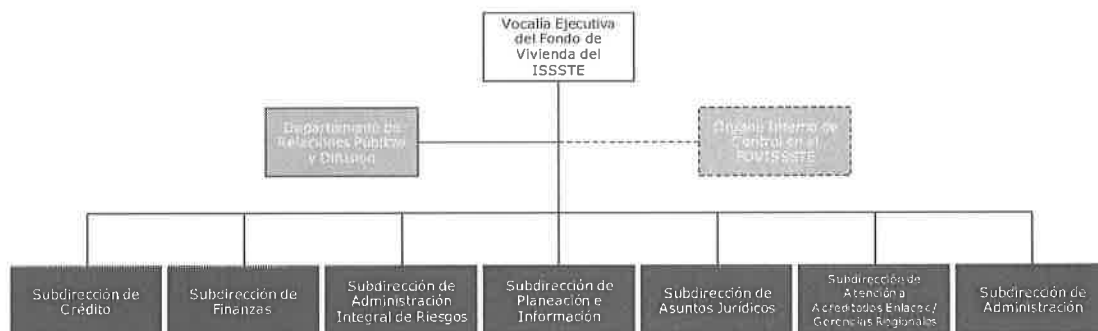 Vocalía Ejecutiva
del Fondo de
Vivienda del
ISSSTE
Departamento de
Relaciones Públicas
y Difusión
Órgano Interno de
Control en el
FOVISSSTE
Subdirección de
Crédito
Subdirección de
Finanzas
Subdirección de
Administración
Integral de Riesgos
Subdirección de
Planeación e
Información
Subdirección de
Asuntos Jurídicos
Subdirección de
Atención a
Acreditados Enlace/
Gerencias Regionales
Subdirección de
Administración